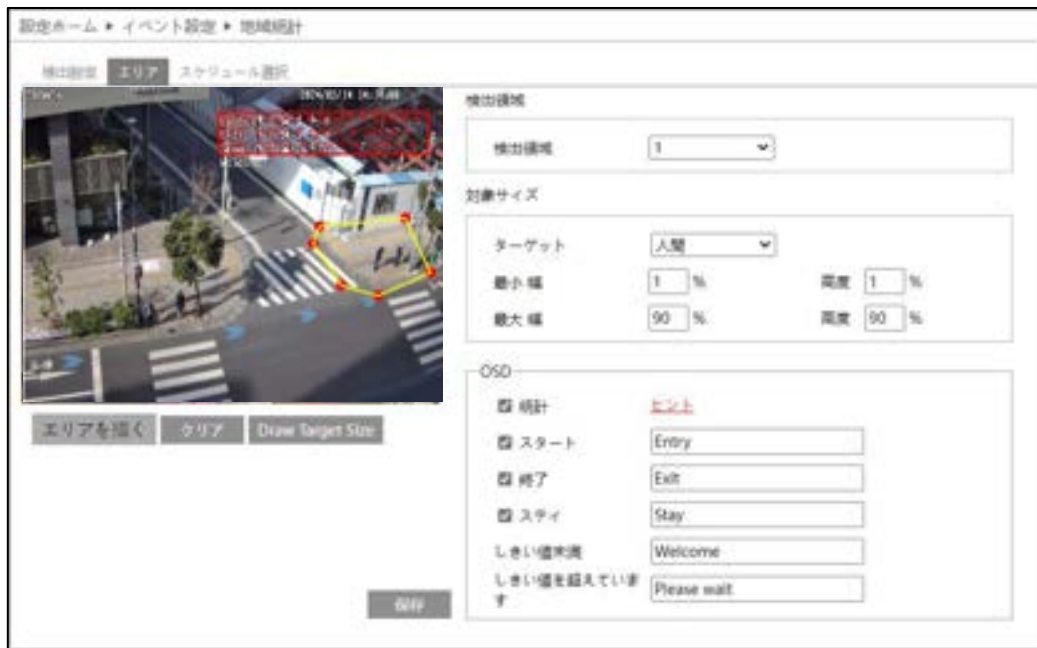 設定ホーム ▶ イベント設定 ▶ 地域統計
検出設定 エリア スケジュール選択
検出領域
検出領域 1
対象サイズ
ターゲット 人間
最小 幅 1 % 高度 1 %
最大 幅 90 % 高度 90 %
OSD
統計 ヒント
スタート Entry
終了 Exit
スティ Stay
しきい値未満 Welcome
しきい値を超えています Please wait
エリアを描く クリア Draw Target Size
保存